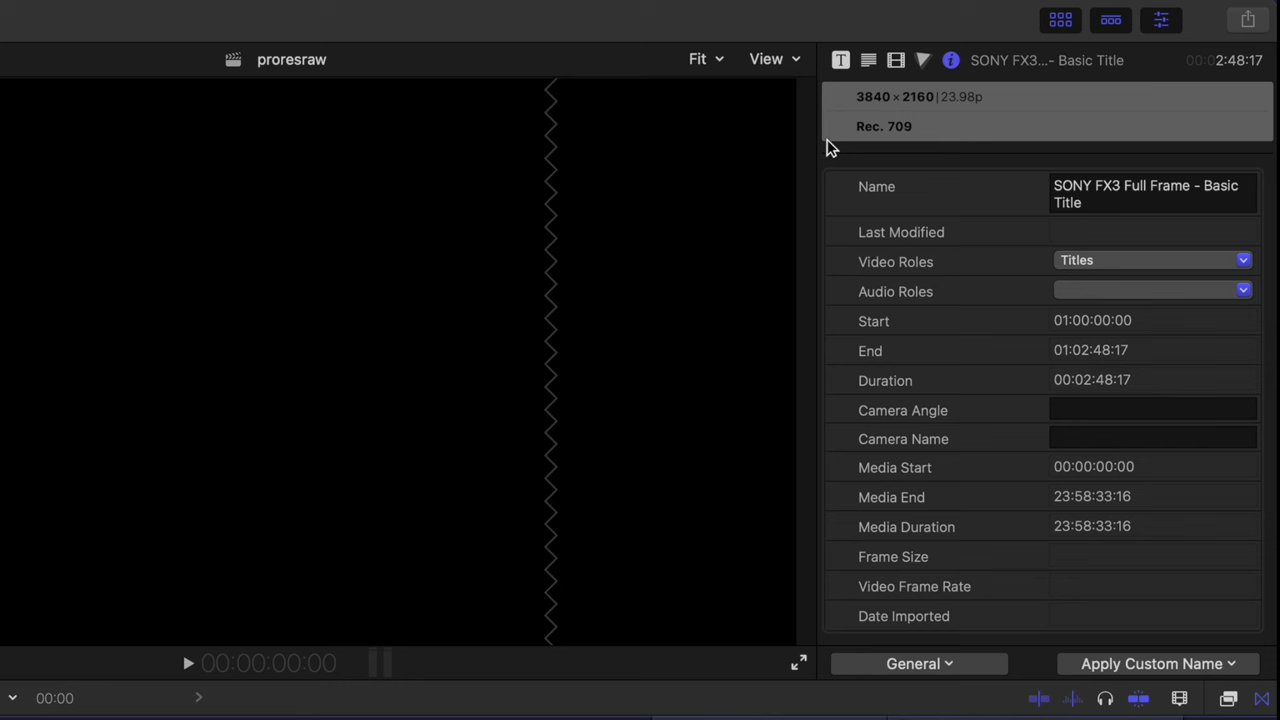 proresraw
Fit
View
T
i
SONY FX3...- Basic Title
00:02:48:17
3840 × 2160 | 23.98p
Rec. 709
Name
SONY FX3 Full Frame - Basic
Title
Last Modified
Video Roles
Titles
Audio Roles
Start
01:00:00:00
End
01:02:48:17
Duration
00:02:48:17
Camera Angle
Camera Name
Media Start
00:00:00:00
Media End
23:58:33:16
Media Duration
23:58:33:16
Frame Size
Video Frame Rate
Date Imported
00:00:00:00
General
Apply Custom Name
00:00